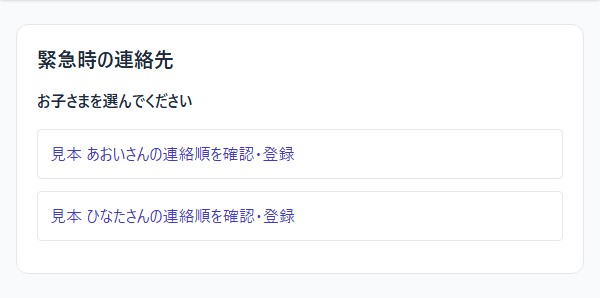 緊急時の連絡先
お子さまを選んでください
見本 あおいさんの連絡順を確認・登録
見本 ひなたさんの連絡順を確認・登録